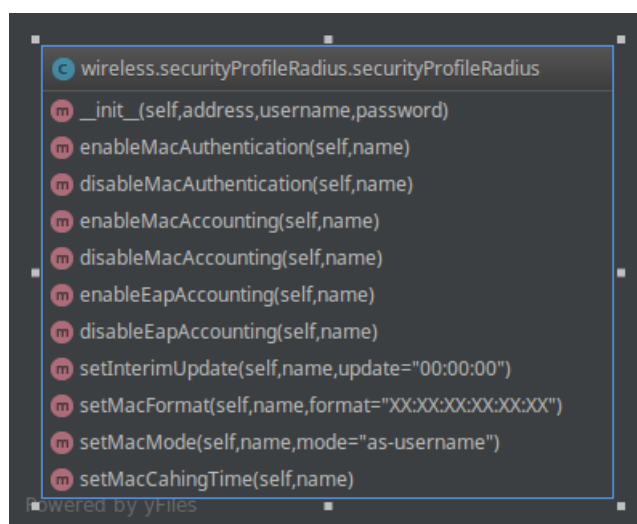 C wireless.securityProfileRadius.securityProfileRadius
m __init__(self,address,username,password)
m enableMacAuthentication(self,name)
m disableMacAuthentication(self,name)
m enableMacAccounting(self,name)
m disableMacAccounting(self,name)
m enableEapAccounting(self,name)
m disableEapAccounting(self,name)
m setInterimUpdate(self,name,update="00:00:00")
m setMacFormat(self,name,format="XX:XX:XX:XX:XX:XX")
m setMacMode(self,name,mode="as-username")
m setMacCahingTime(self,name)
Powered by yFiles